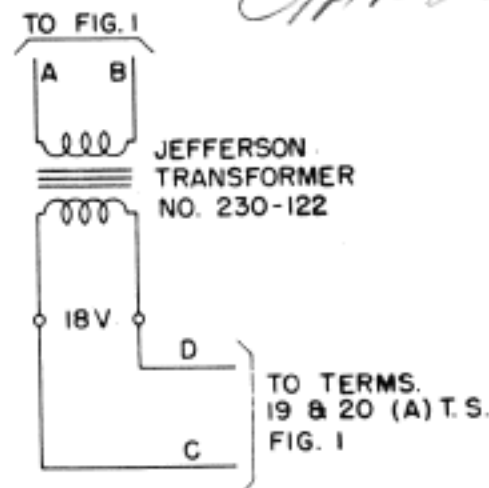 TO FIG. 1
A B
JEFFERSON
TRANSFORMER
NO. 230-122
18V.
D
TO TERMS.
19 & 20 (A) T. S.
FIG. 1
C